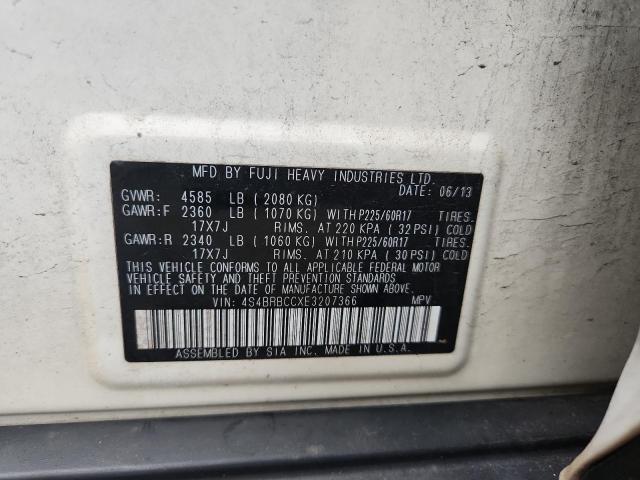 MFD BY FUJI HEAVY INDUSTRIES LTD.
DATE: 06/13
GVWR: 4585 LB ( 2080 KG)
GAWR:F 2360 LB ( 1070 KG) WITH P225/60R17 TIRES.
17X7J RIMS. AT 220 KPA ( 32 PSI) COLD
GAWR:R 2340 LB ( 1060 KG) WITH P225/60R17 TIRES.
17X7J RIMS. AT 210 KPA ( 30 PSI) COLD
THIS VEHICLE CONFORMS TO ALL APPLICABLE FEDERAL MOTOR
VEHICLE SAFETY AND THEFT PREVENTION STANDARDS
IN EFFECT ON THE DATE OF MANUFACTURE SHOWN ABOVE.
VIN: 4S4BRBCCXE3207366 MPV
ASSEMBLED BY SIA INC. MADE IN U.S.A.